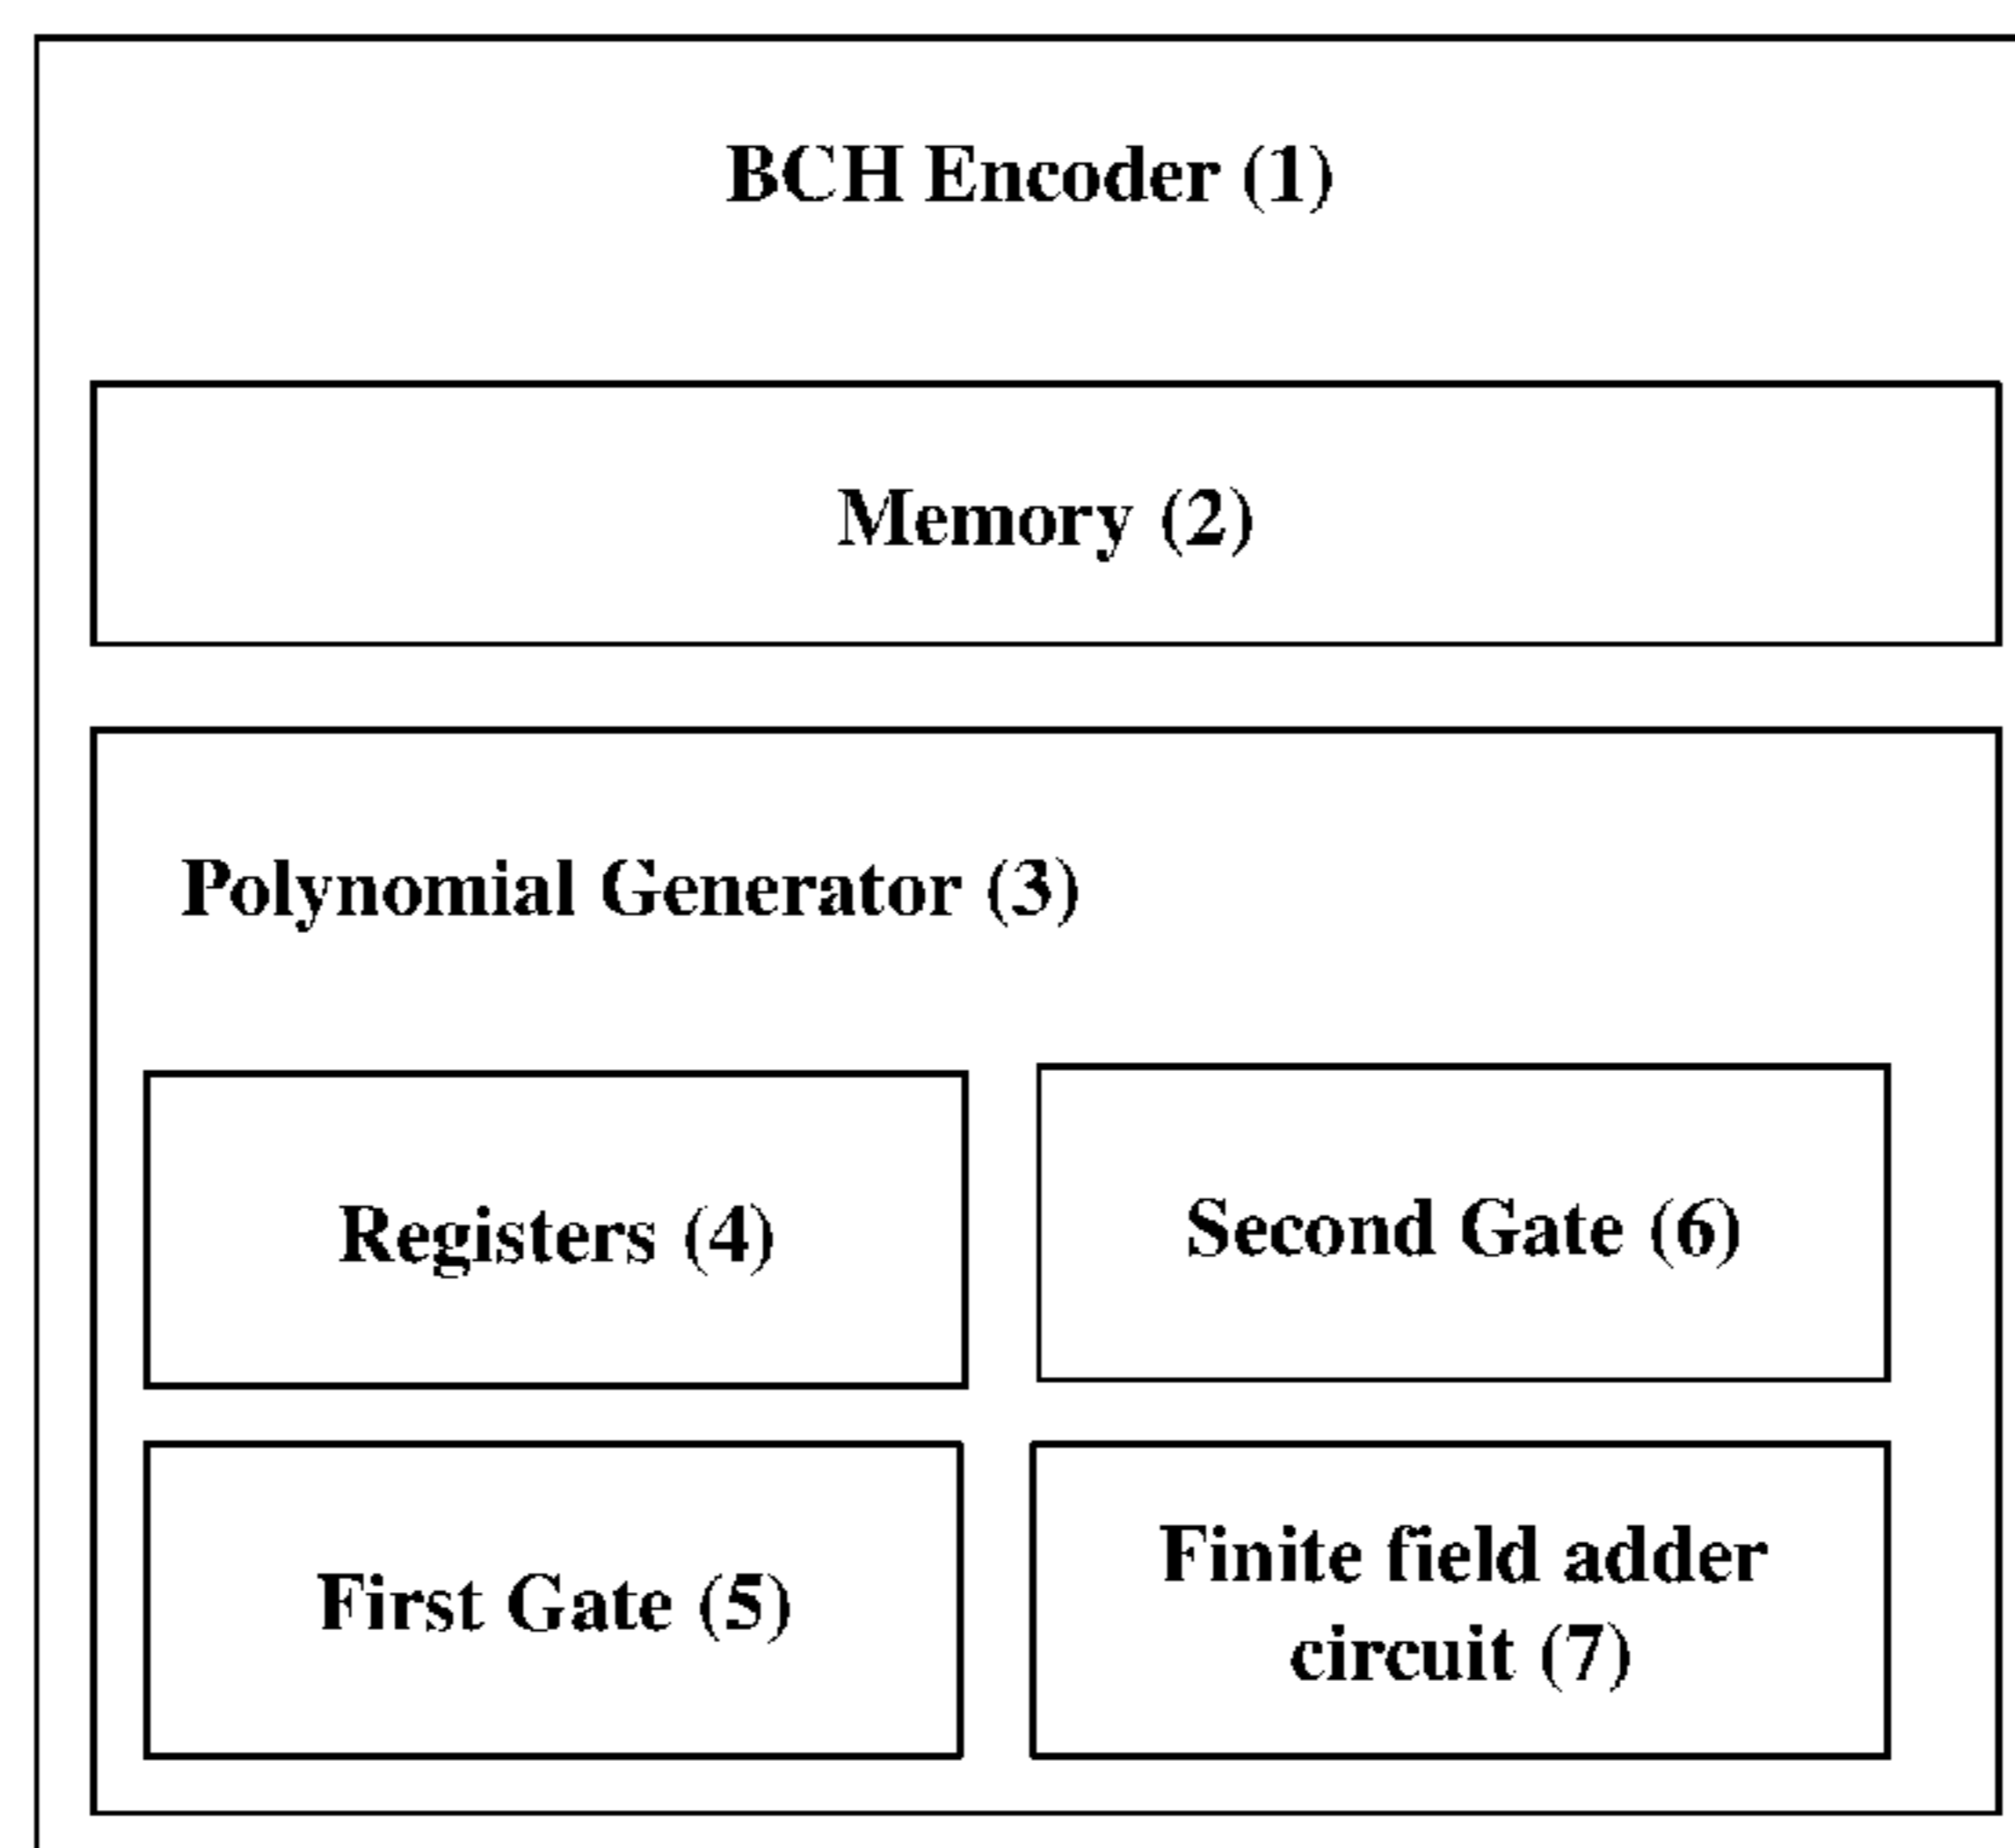 BCH Encoder (1)
Memory (2)
Polynomial Generator (3)
Registers (4)
Second Gate (6)
First Gate (5)
Finite field adder
circuit (7)